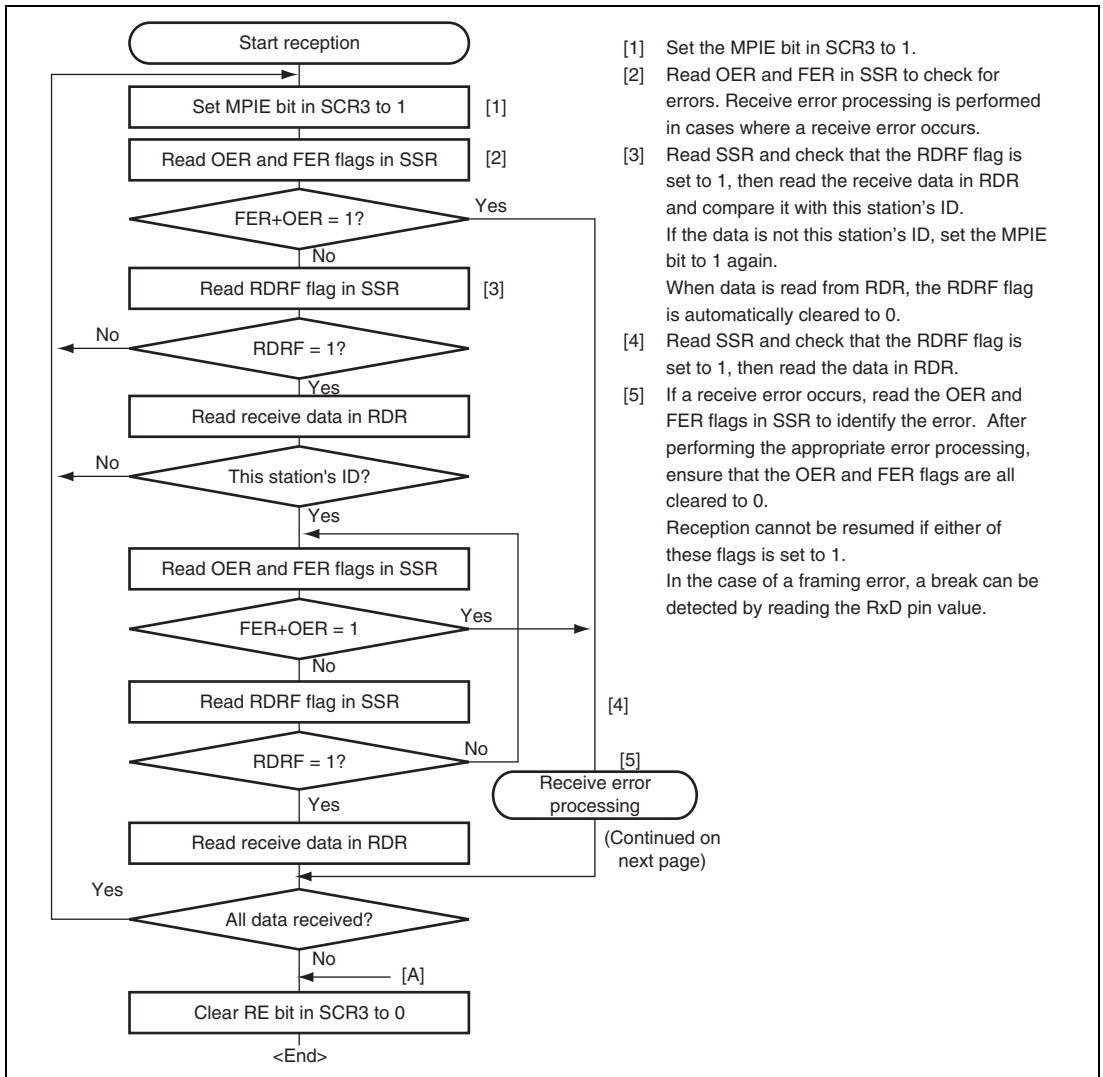 Start reception
Set MPIE bit in SCR3 to 1
[1]
Read OER and FER flags in SSR
[2]
FER+OER = 1?
Yes
No
Read RDRF flag in SSR
[3]
No
RDRF = 1?
Yes
Read receive data in RDR
No
This station's ID?
Yes
Read OER and FER flags in SSR
FER+OER = 1
Yes
No
Read RDRF flag in SSR
[4]
RDRF = 1?
No
Yes
[5]
Receive error
processing
(Continued on
next page)
Read receive data in RDR
Yes
All data received?
No
[A]
Clear RE bit in SCR3 to 0
<End>
[1] Set the MPIE bit in SCR3 to 1.
[2] Read OER and FER in SSR to check for
errors. Receive error processing is performed
in cases where a receive error occurs.
[3] Read SSR and check that the RDRF flag is
set to 1, then read the receive data in RDR
and compare it with this station's ID.
If the data is not this station's ID, set the MPIE
bit to 1 again.
When data is read from RDR, the RDRF flag
is automatically cleared to 0.
[4] Read SSR and check that the RDRF flag is
set to 1, then read the data in RDR.
[5] If a receive error occurs, read the OER and
FER flags in SSR to identify the error. After
performing the appropriate error processing,
ensure that the OER and FER flags are all
cleared to 0.
Reception cannot be resumed if either of
these flags is set to 1.
In the case of a framing error, a break can be
detected by reading the RxD pin value.